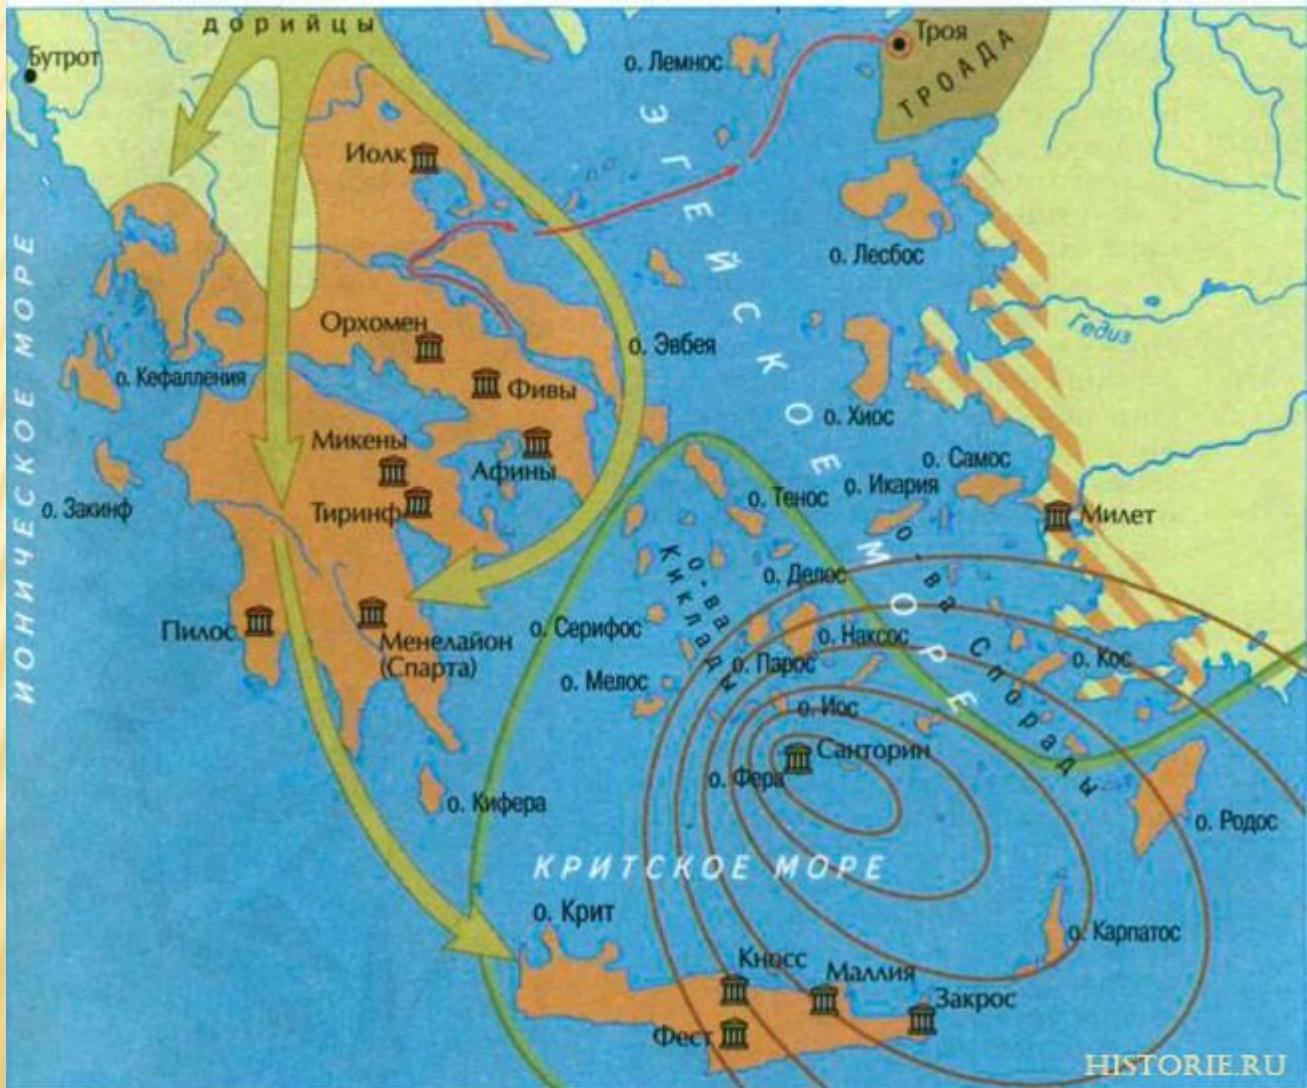 дорийцы
Бутрот
Троя
ТРОАДА
о. Лемнос
ЭГЕЙСКОЕ МОРЕ
Иолк
о. Лесбос
ИОНИЧЕСКОЕ МОРЕ
Гедиз
Орхомен
о. Эвбея
о. Кефалления
Фивы
о. Хиос
Микены
Афины
о. Самос
о. Икария
о. Тенос
о. Закинф
Тиринф
Милет
о-ва Киклады
о-ва Спорады
о. Делос
Пилос
о. Серифос
о. Наксос
Менелайон
(Спарта)
о. Парос
о. Кос
о. Мелос
о. Иос
Санторин
о. Фера
о. Кифера
о. Родос
КРИТСКОЕ МОРЕ
о. Крит
о. Карпатос
Кносс
Маллия
Закрос
Фест
HISTORIE.RU